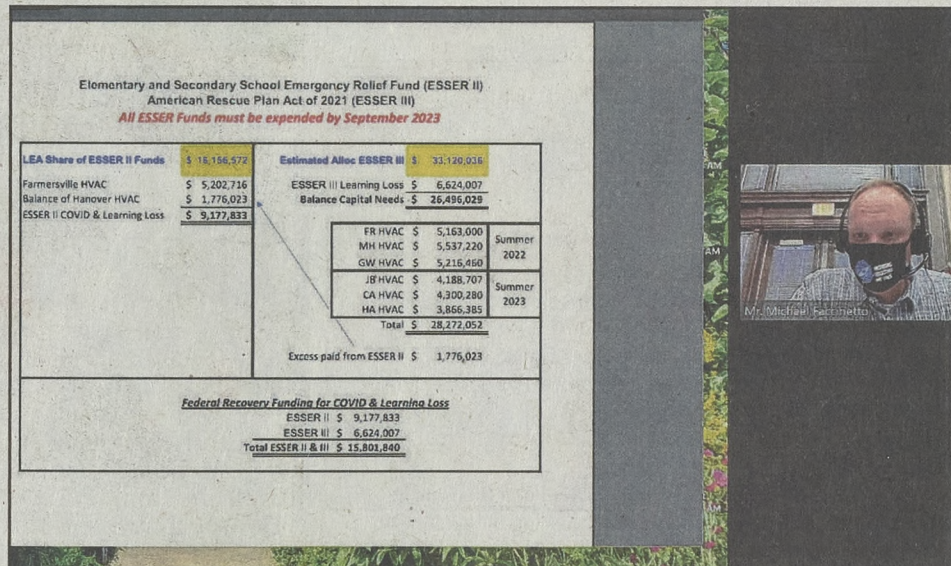 Elementary and Secondary School Emergency Relief Fund (ESSER II)
American Rescue Plan Act of 2021 (ESSER III)
All ESSER Funds must be expended by September 2023
LEA Share of ESSER II Funds $ 16,156,572
Farmersville HVAC $ 5,202,716
Balance of Hanover HVAC $ 1,776,023
ESSER II COVID & Learning Loss $ 9,177,833
Estimated Alloc ESSER III $ 33,120,036
ESSER III Learning Loss $ 6,624,007
Balance Capital Needs $ 26,496,029
FR HVAC $ 5,163,000
MH HVAC $ 5,537,220
GW HVAC $ 5,216,460
Summer
2022
JB HVAC $ 4,188,707
CA HVAC $ 4,300,280
HA HVAC $ 3,866,385
Summer
2023
Total $ 28,272,052
Excess paid from ESSER II $ 1,776,023
Federal Recovery Funding for COVID & Learning Loss
ESSER II $ 9,177,833
ESSER III $ 6,624,007
Total ESSER II & III $ 15,801,840
AM
AM
Mr. Michael Faccinetto